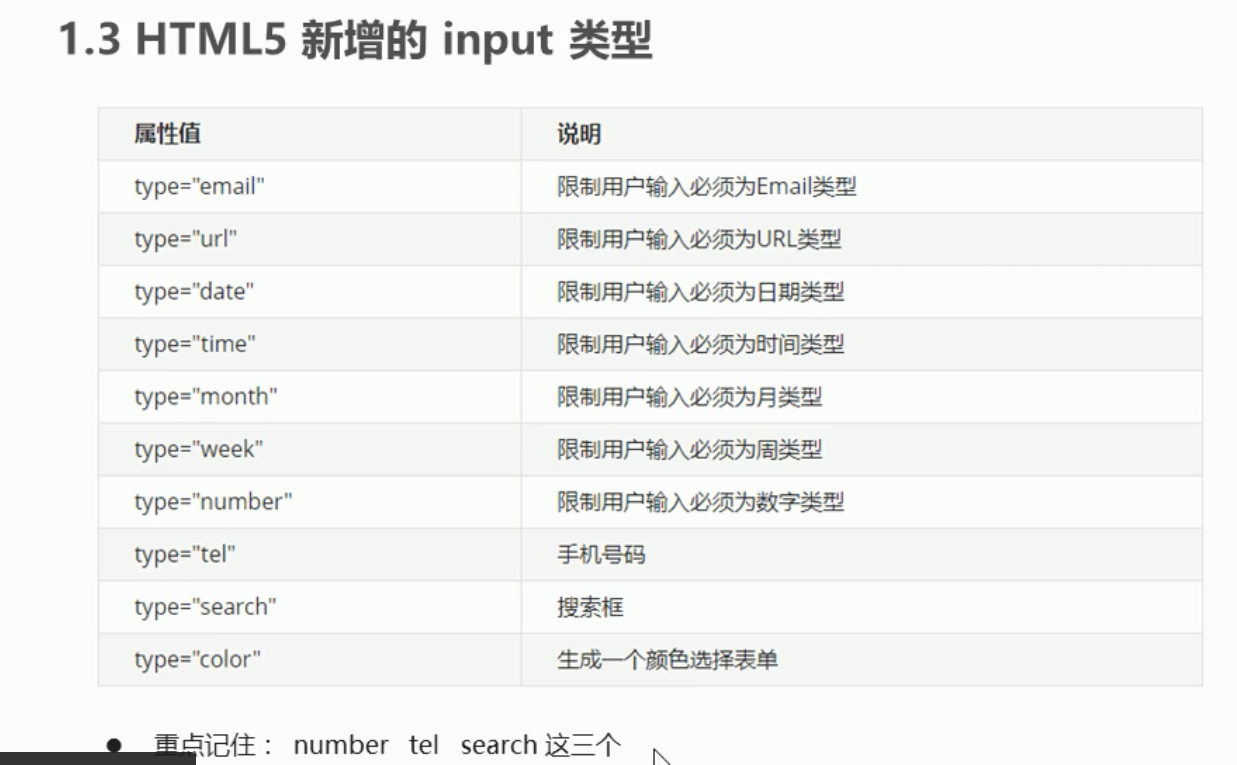 1.3 HTML5 新增的 input 类型
属性值 说明
type="email" 限制用户输入必须为Email类型
type="url" 限制用户输入必须为URL类型
type="date" 限制用户输入必须为日期类型
type="time" 限制用户输入必须为时间类型
type="month" 限制用户输入必须为月类型
type="week" 限制用户输入必须为周类型
type="number" 限制用户输入必须为数字类型
type="tel" 手机号码
type="search" 搜索框
type="color" 生成一个颜色选择表单
● 重点记住： number tel search 这三个